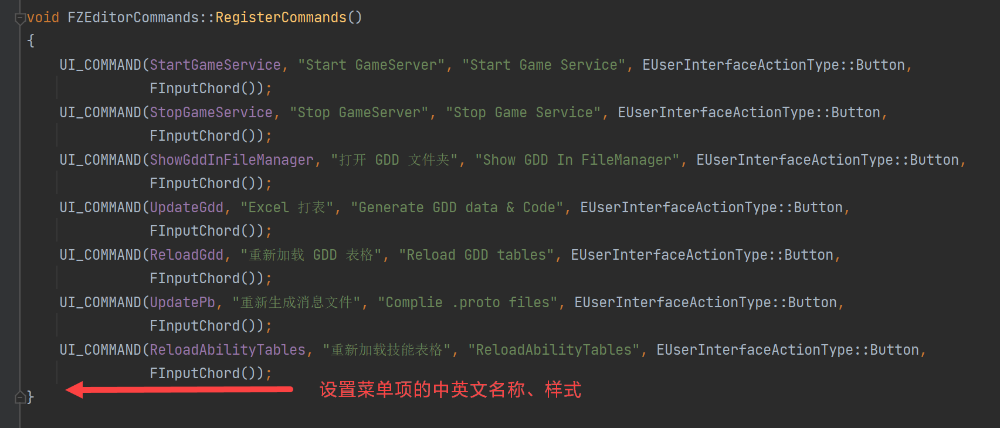 void FZEditorCommands::RegisterCommands()
{
UI_COMMAND(StartGameService, "Start GameServer", "Start Game Service", EUserInterfaceActionType::Button,
FInputChord());
UI_COMMAND(StopGameService, "Stop GameServer", "Stop Game Service", EUserInterfaceActionType::Button,
FInputChord());
UI_COMMAND(ShowGddInFileManager, "打开 GDD 文件夹", "Show GDD In FileManager", EUserInterfaceActionType::Button,
FInputChord());
UI_COMMAND(UpdateGdd, "Excel 打表", "Generate GDD data & Code", EUserInterfaceActionType::Button,
FInputChord());
UI_COMMAND(ReloadGdd, "重新加载 GDD 表格", "Reload GDD tables", EUserInterfaceActionType::Button,
FInputChord());
UI_COMMAND(UpdatePb, "重新生成消息文件", "Complie .proto files", EUserInterfaceActionType::Button,
FInputChord());
UI_COMMAND(ReloadAbilityTables, "重新加载技能表格", "ReloadAbilityTables", EUserInterfaceActionType::Button,
FInputChord());
设置菜单项的中英文名称、样式
}